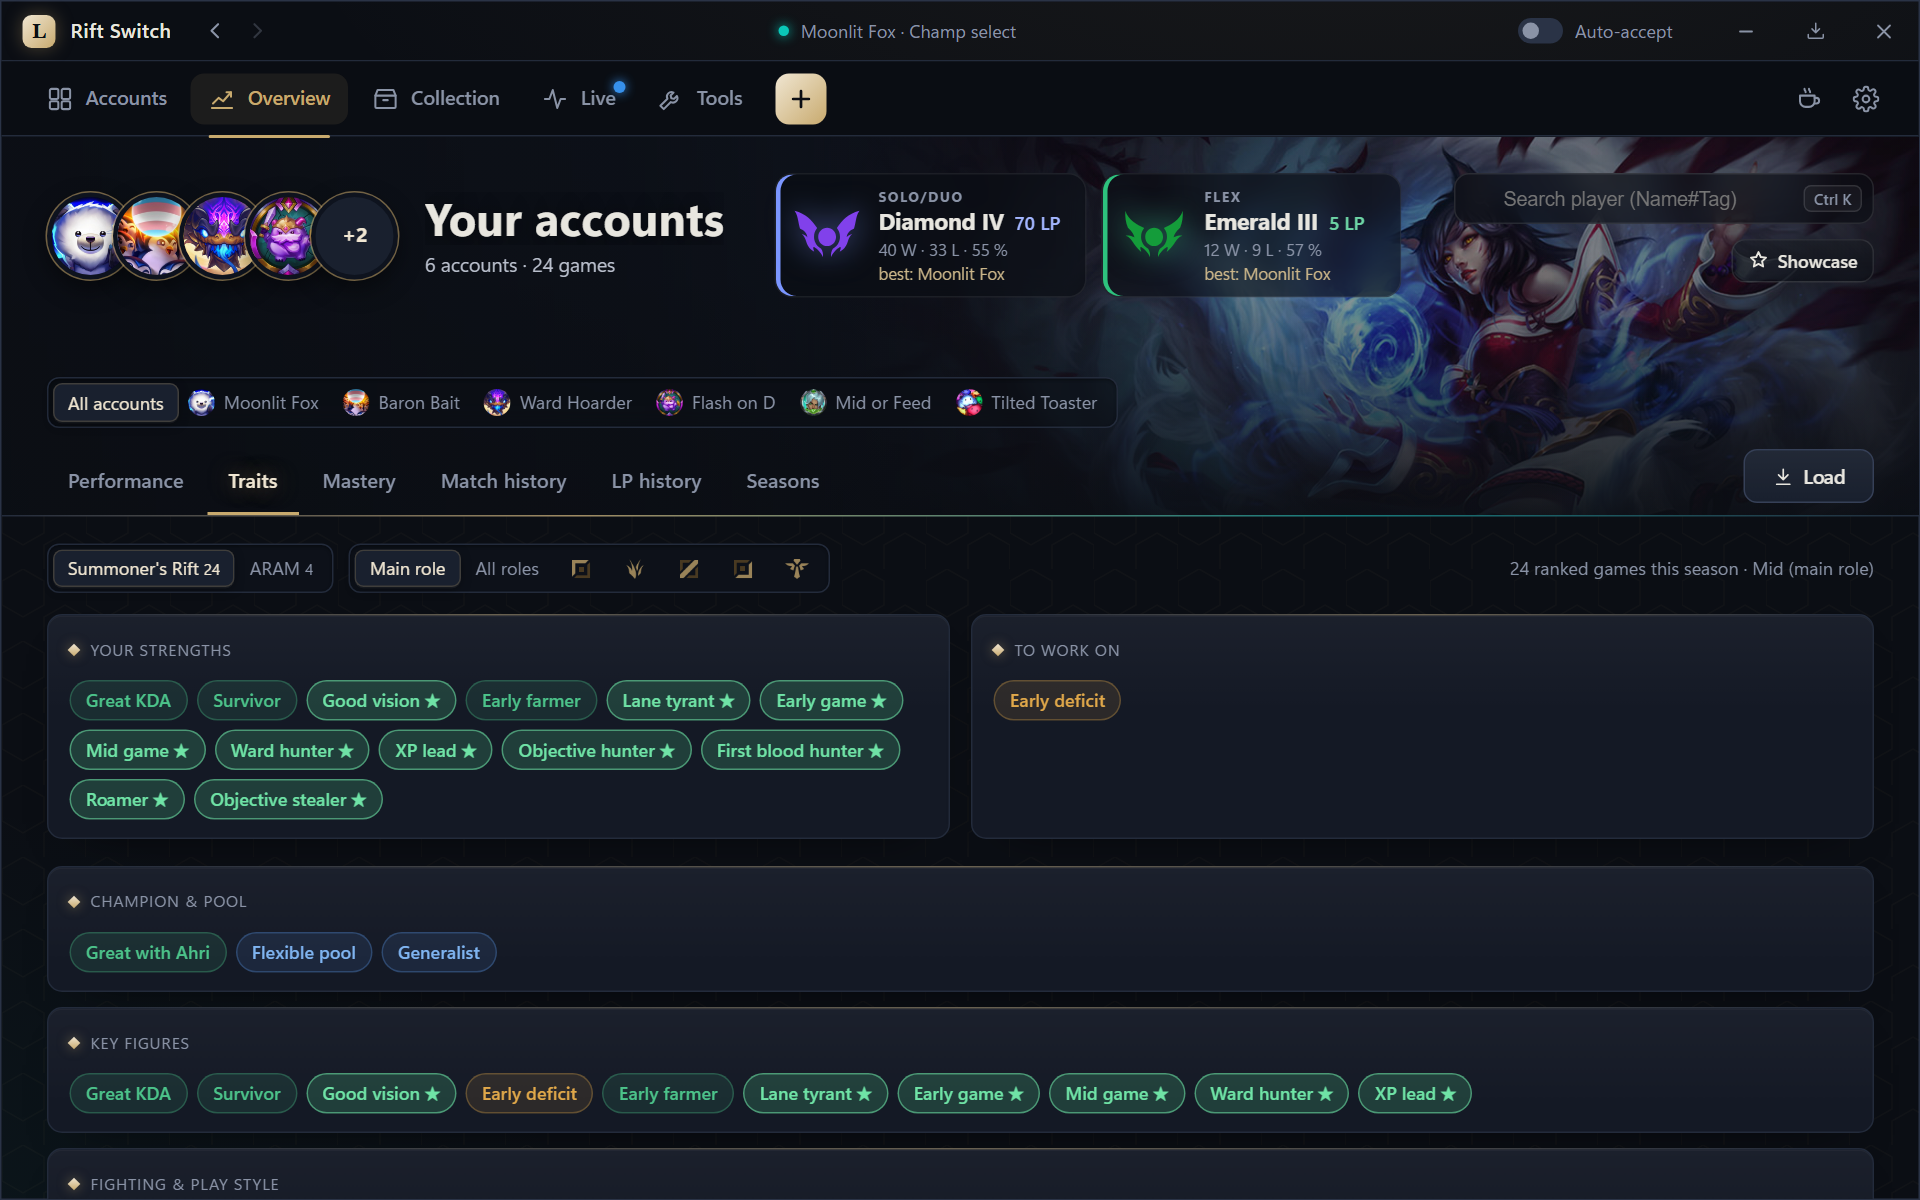 L Rift Switch
Moonlit Fox · Champ select
Auto-accept
Accounts
Overview
Collection
Live
Tools
+2
Your accounts
6 accounts · 24 games
SOLO/DUO
Diamond IV 70 LP
40 W · 33 L · 55 %
best: Moonlit Fox
FLEX
Emerald III 5 LP
12 W · 9 L · 57 %
best: Moonlit Fox
Search player (Name#Tag) Ctrl K
Showcase
All accounts
Moonlit Fox
Baron Bait
Ward Hoarder
Flash on D
Mid or Feed
Tilted Toaster
Performance
Traits
Mastery
Match history
LP history
Seasons
Load
Summoner's Rift 24
ARAM 4
Main role
All roles
24 ranked games this season · Mid (main role)
YOUR STRENGTHS
Great KDA Survivor Good vision ★ Early farmer Lane tyrant ★ Early game ★
Mid game ★ Ward hunter ★ XP lead ★ Objective hunter ★ First blood hunter ★
Roamer ★ Objective stealer ★
TO WORK ON
Early deficit
CHAMPION & POOL
Great with Ahri Flexible pool Generalist
KEY FIGURES
Great KDA Survivor Good vision ★ Early deficit Early farmer Lane tyrant ★ Early game ★ Mid game ★ Ward hunter ★ XP lead ★
FIGHTING & PLAY STYLE